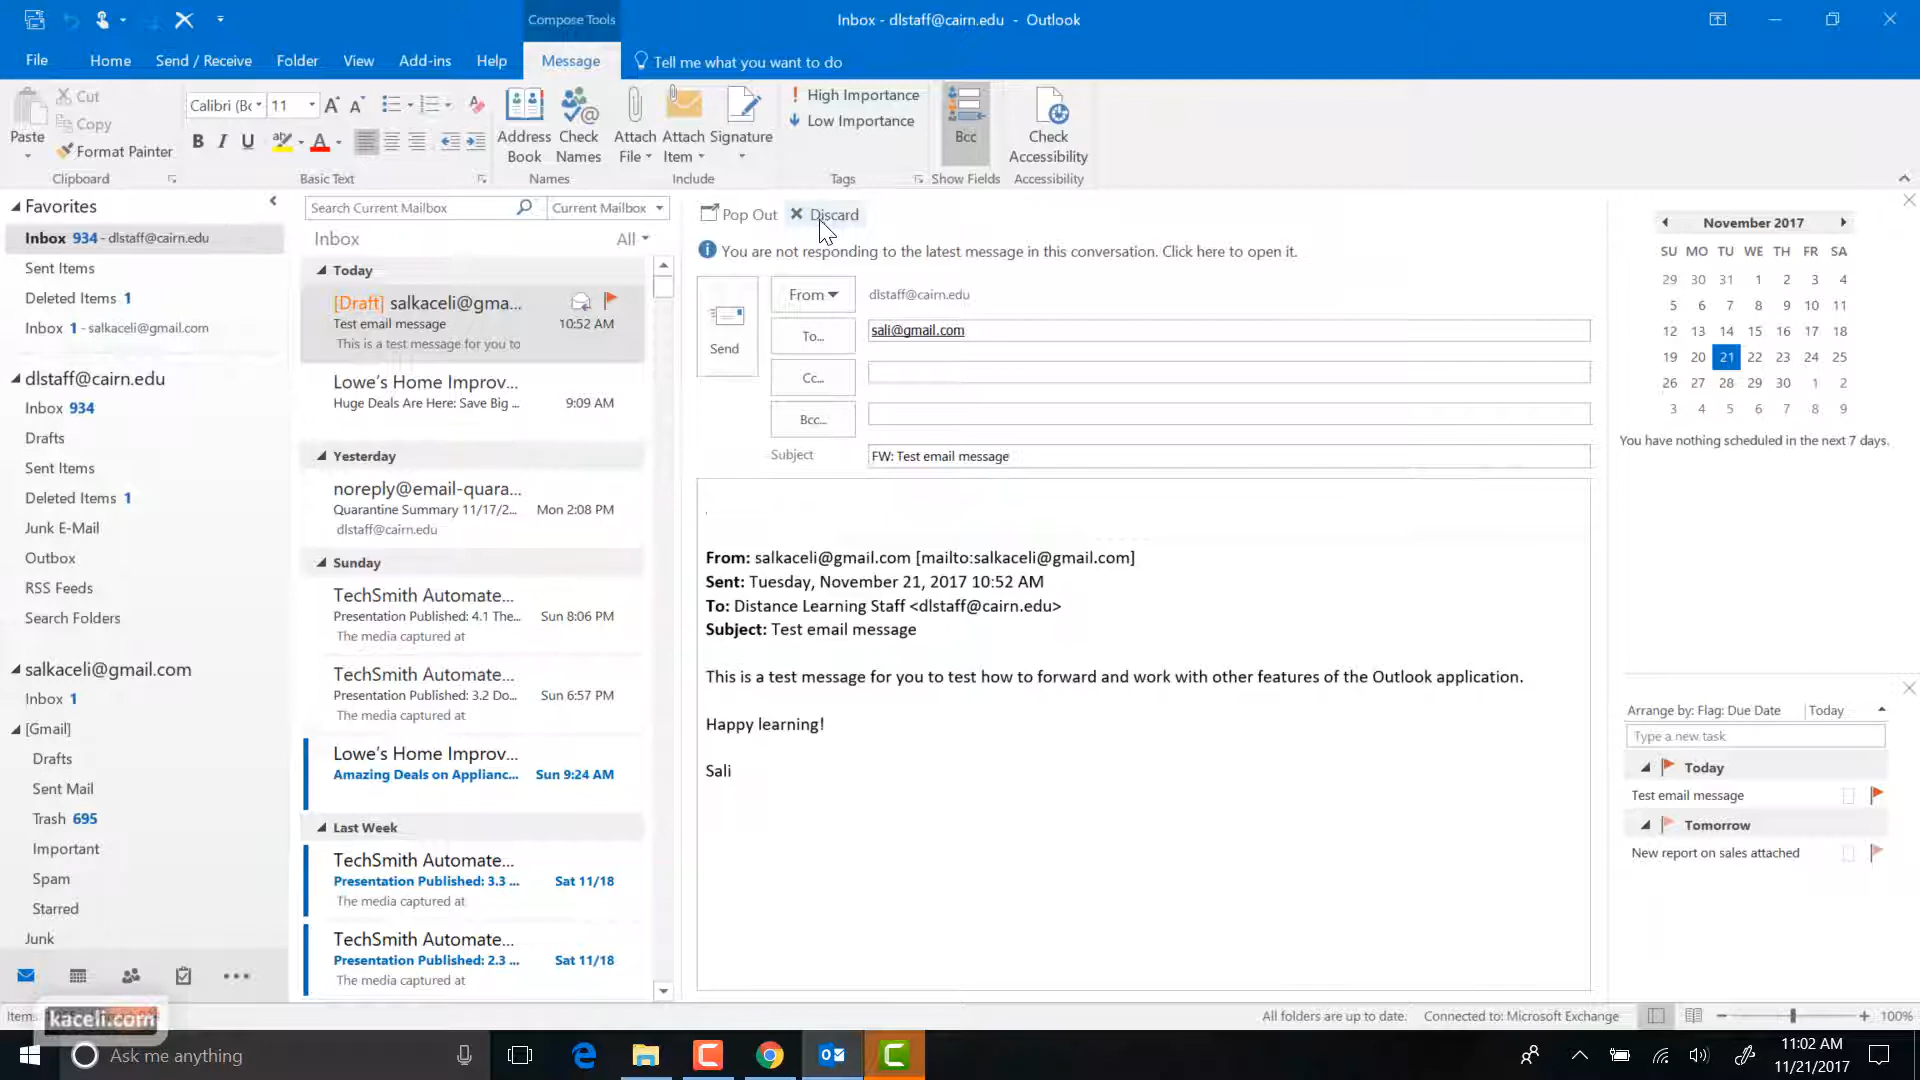 Compose Tools
Inbox - dlstaff@cairn.edu - Outlook
File Home Send / Receive Folder View Add-ins Help Message Tell me what you want to do
Paste
Cut
Copy
Format Painter
Clipboard
Calibri (Bc 11
B I U
Basic Text
Address Book
Check Names
Names
Attach File
Attach Item
Signature
Include
High Importance
Low Importance
Tags
Bcc
Show Fields
Check Accessibility
Accessibility
Favorites
Inbox 934 - dlstaff@cairn.edu
Sent Items
Deleted Items 1
Inbox 1 - salkaceli@gmail.com
dlstaff@cairn.edu
Inbox 934
Drafts
Sent Items
Deleted Items 1
Junk E-Mail
Outbox
RSS Feeds
Search Folders
salkaceli@gmail.com
Inbox 1
[Gmail]
Drafts
Sent Mail
Trash 695
Important
Spam
Starred
Junk
Search Current Mailbox Current Mailbox
Inbox All
Today
[Draft] salkaceli@gma...
Test email message 10:52 AM
This is a test message for you to
Lowe's Home Improv...
Huge Deals Are Here: Save Big ... 9:09 AM
Yesterday
noreply@email-quara...
Quarantine Summary 11/17/2... Mon 2:08 PM
dlstaff@cairn.edu
Sunday
TechSmith Automate...
Presentation Published: 4.1 The... Sun 8:06 PM
The media captured at
TechSmith Automate...
Presentation Published: 3.2 Do... Sun 6:57 PM
The media captured at
Lowe's Home Improv...
Amazing Deals on Applianc... Sun 9:24 AM
Last Week
TechSmith Automate...
Presentation Published: 3.3 ... Sat 11/18
The media captured at
TechSmith Automate...
Presentation Published: 2.3 ... Sat 11/18
The media captured at
Pop Out Discard
You are not responding to the latest message in this conversation. Click here to open it.
Send
From dlstaff@cairn.edu
To... sali@gmail.com
Cc...
Bcc...
Subject FW: Test email message
From: salkaceli@gmail.com [mailto:salkaceli@gmail.com]
Sent: Tuesday, November 21, 2017 10:52 AM
To: Distance Learning Staff <dlstaff@cairn.edu>
Subject: Test email message
This is a test message for you to test how to forward and work with other features of the Outlook application.
Happy learning!
Sali
November 2017
SU MO TU WE TH FR SA
29 30 31 1 2 3 4
5 6 7 8 9 10 11
12 13 14 15 16 17 18
19 20 21 22 23 24 25
26 27 28 29 30 1 2
3 4 5 6 7 8 9
You have nothing scheduled in the next 7 days.
Arrange by: Flag: Due Date Today
Type a new task
Today
Test email message
Tomorrow
New report on sales attached
Item
kaceli.com
All folders are up to date. Connected to: Microsoft Exchange 100%
Ask me anything
11:02 AM
11/21/2017